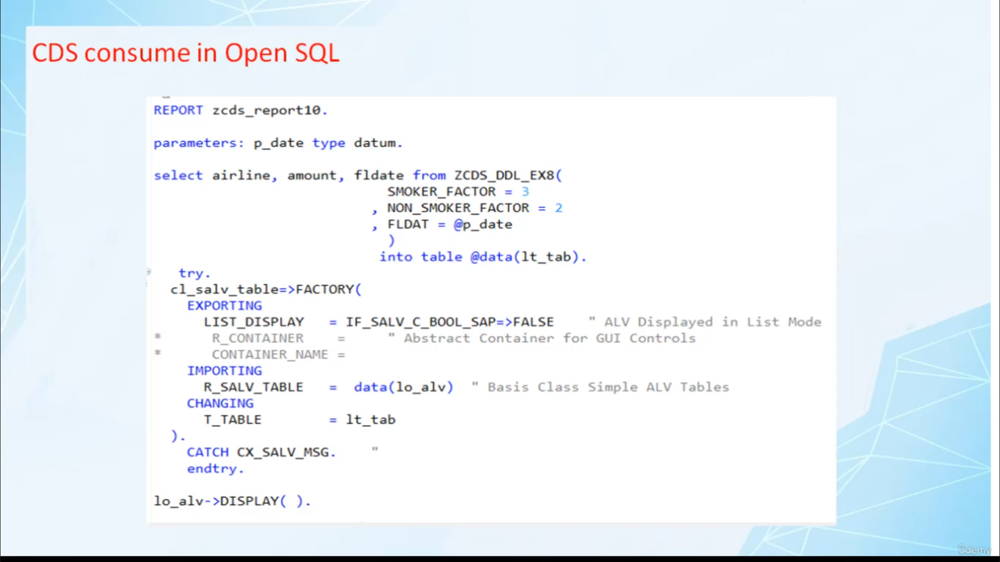 CDS consume in Open SQL
REPORT zcds_report10.
parameters: p_date type datum.
select airline, amount, fldate from ZCDS_DDL_EX8(
SMOKER_FACTOR = 3
, NON_SMOKER_FACTOR = 2
, FLDAT = @p_date
)
into table @data(lt_tab).
try.
cl_salv_table=>FACTORY(
EXPORTING
LIST_DISPLAY = IF_SALV_C_BOOL_SAP=>FALSE " ALV Displayed in List Mode
* R_CONTAINER = " Abstract Container for GUI Controls
* CONTAINER_NAME =
IMPORTING
R_SALV_TABLE = data(lo_alv) " Basis Class Simple ALV Tables
CHANGING
T_TABLE = lt_tab
).
CATCH CX_SALV_MSG. "
endtry.
lo_alv->DISPLAY( ).
ûdemy